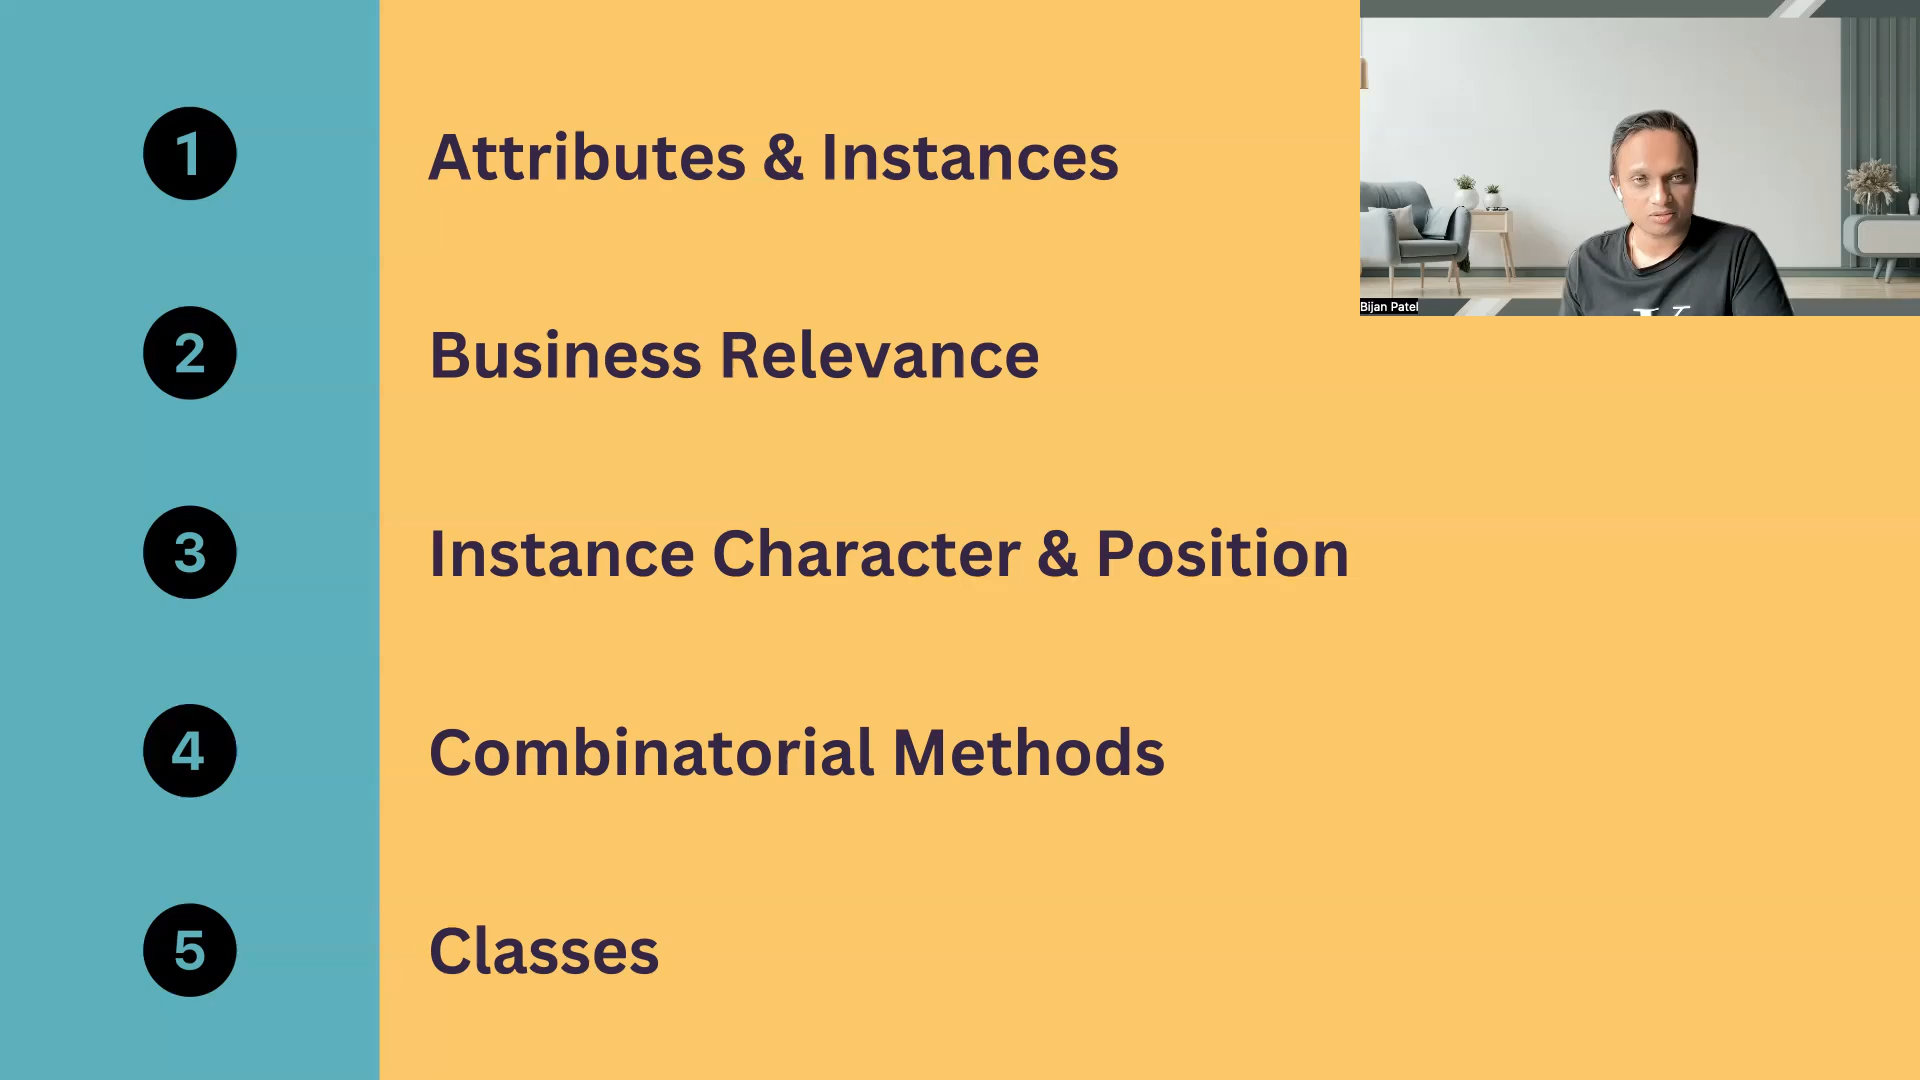 1 Attributes & Instances
2 Business Relevance
3 Instance Character & Position
4 Combinatorial Methods
5 Classes
Bijan Patel